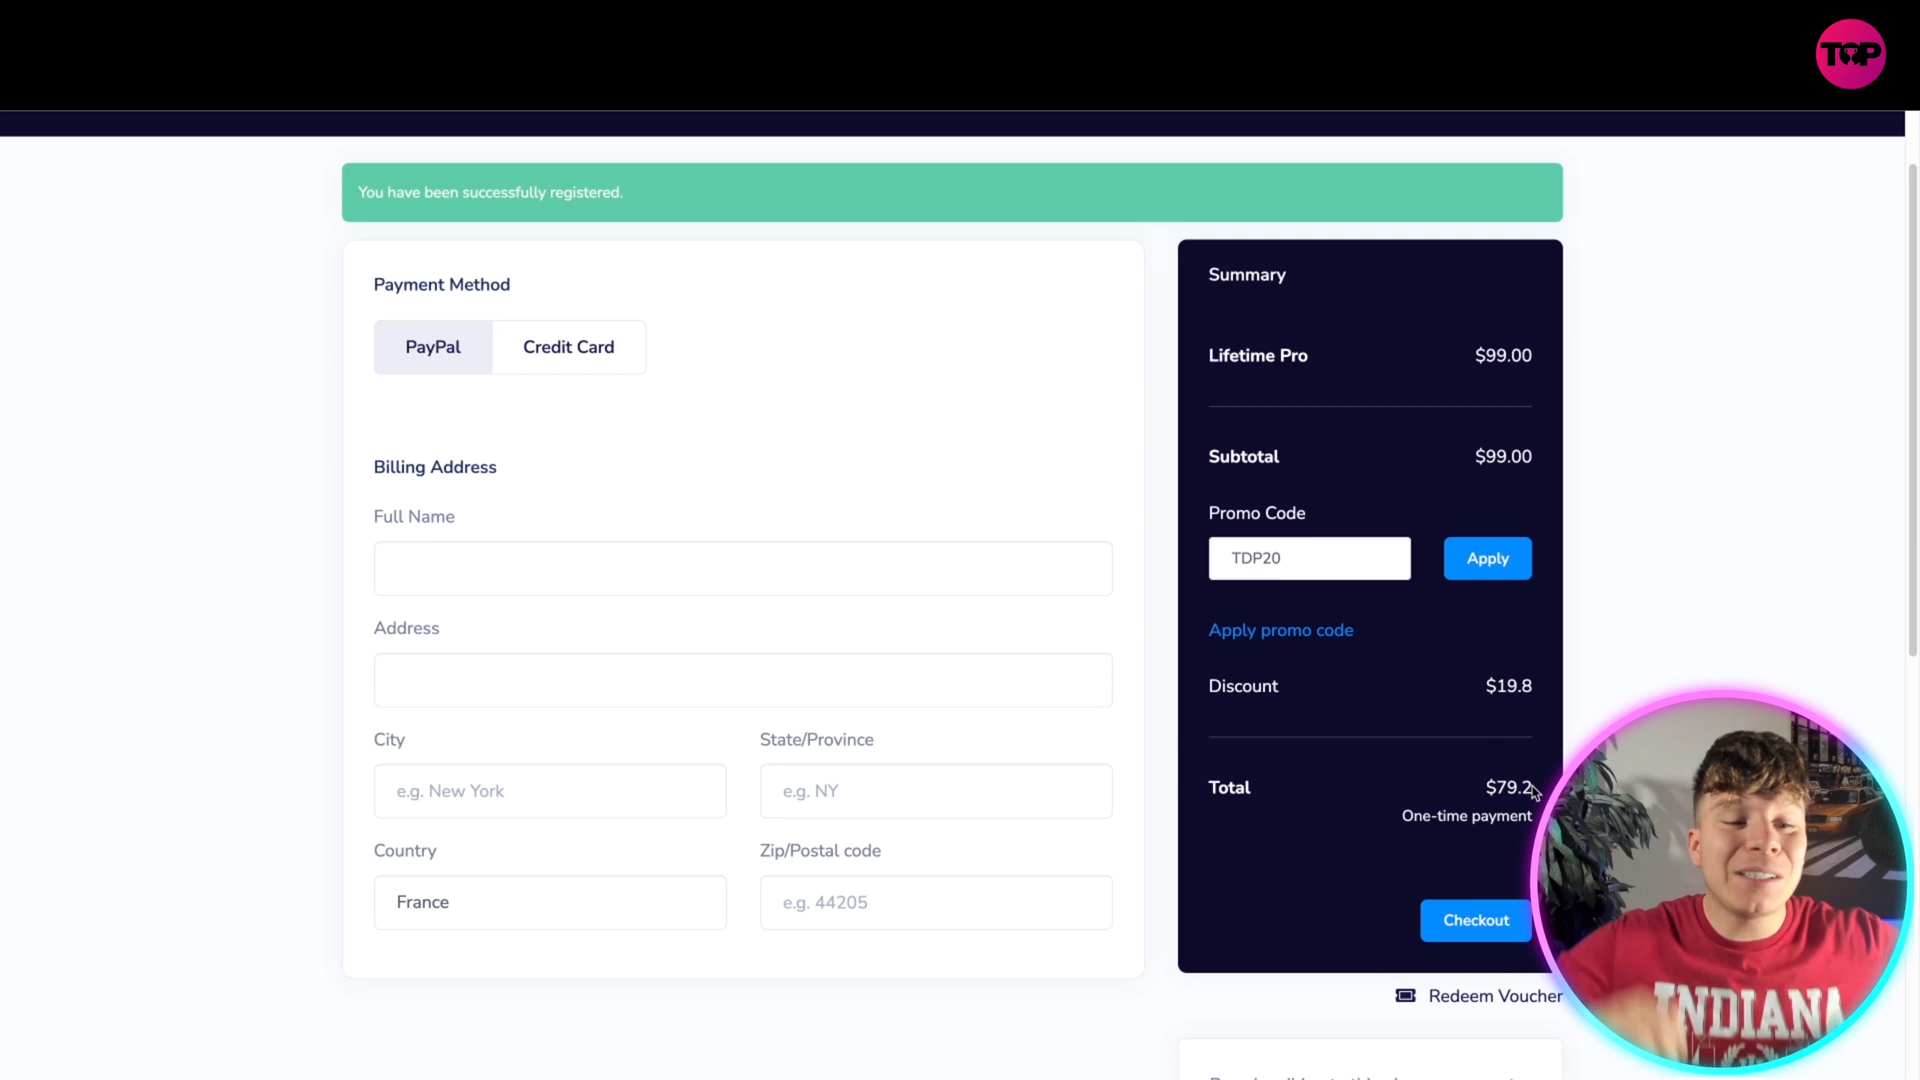 TOP
You have been successfully registered.
Payment Method
PayPal
Credit Card
Billing Address
Full Name
Address
City
State/Province
e.g. New York
e.g. NY
Country
Zip/Postal code
France
e.g. 44205
Summary
Lifetime Pro $99.00
Subtotal $99.00
Promo Code
TDP20
Apply
Apply promo code
Discount $19.8
Total $79.2
One-time payment
Checkout
Redeem Voucher
INDIANA